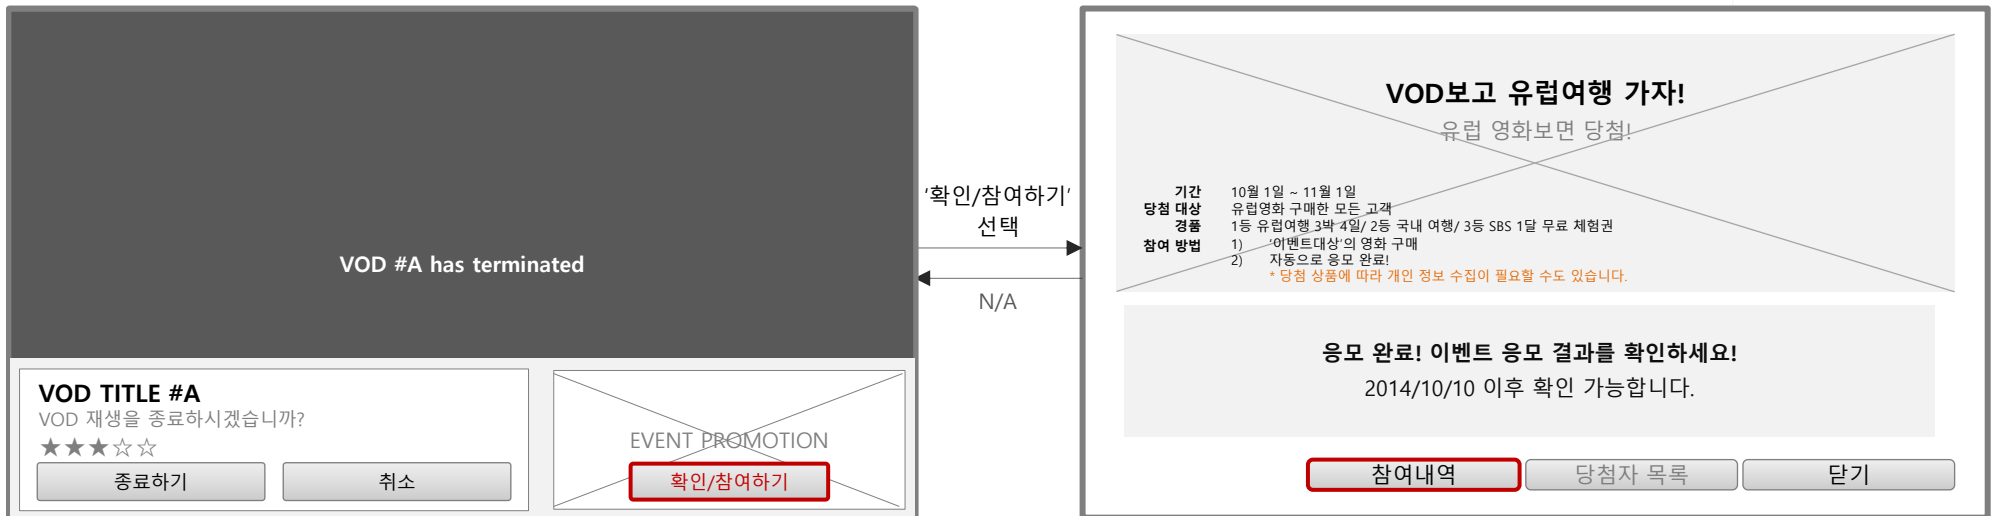 VOD #A has terminated
VOD TITLE #A
VOD 재생을 종료하시겠습니까?
★★★☆☆
종료하기
취소
EVENT PROMOTION
확인/참여하기
'확인/참여하기'
선택
N/A
VOD보고 유럽여행 가자!
유럽 영화보면 당첨!
기간 10월 1일 ~ 11월 1일
당첨 대상 유럽영화 구매한 모든 고객
경품 1등 유럽여행 3박 4일/ 2등 국내 여행/ 3등 SBS 1달 무료 체험권
참여 방법 1) '이벤트대상'의 영화 구매
2) 자동으로 응모 완료!
* 당첨 상품에 따라 개인 정보 수집이 필요할 수도 있습니다.
응모 완료! 이벤트 응모 결과를 확인하세요!
2014/10/10 이후 확인 가능합니다.
참여내역
당첨자 목록
닫기